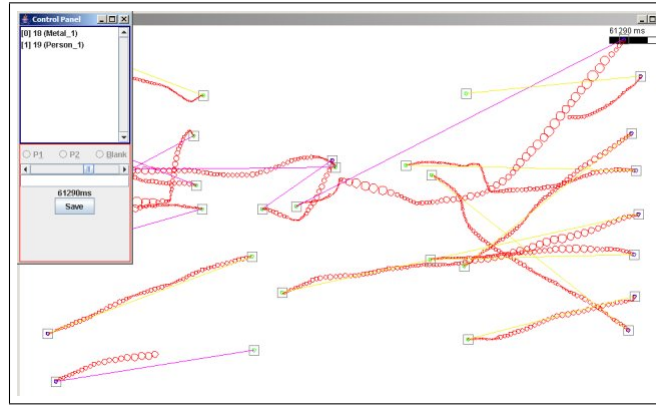 Control Panel
[0] 18 (Metal_1)
[1] 19 (Person_1)
P1 P2 Blank
61290ms
Save
61290 ms